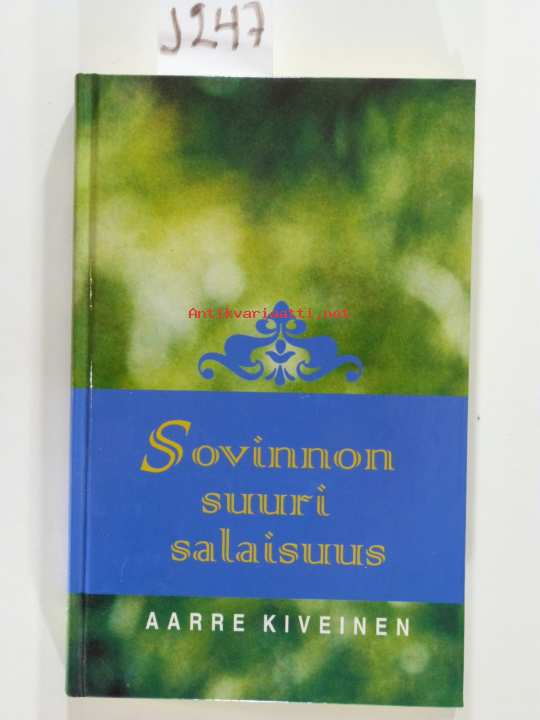 J247
Antikvariaatti.net
Sovinnon
suuri
salaisuus
AARRE KIVEINEN